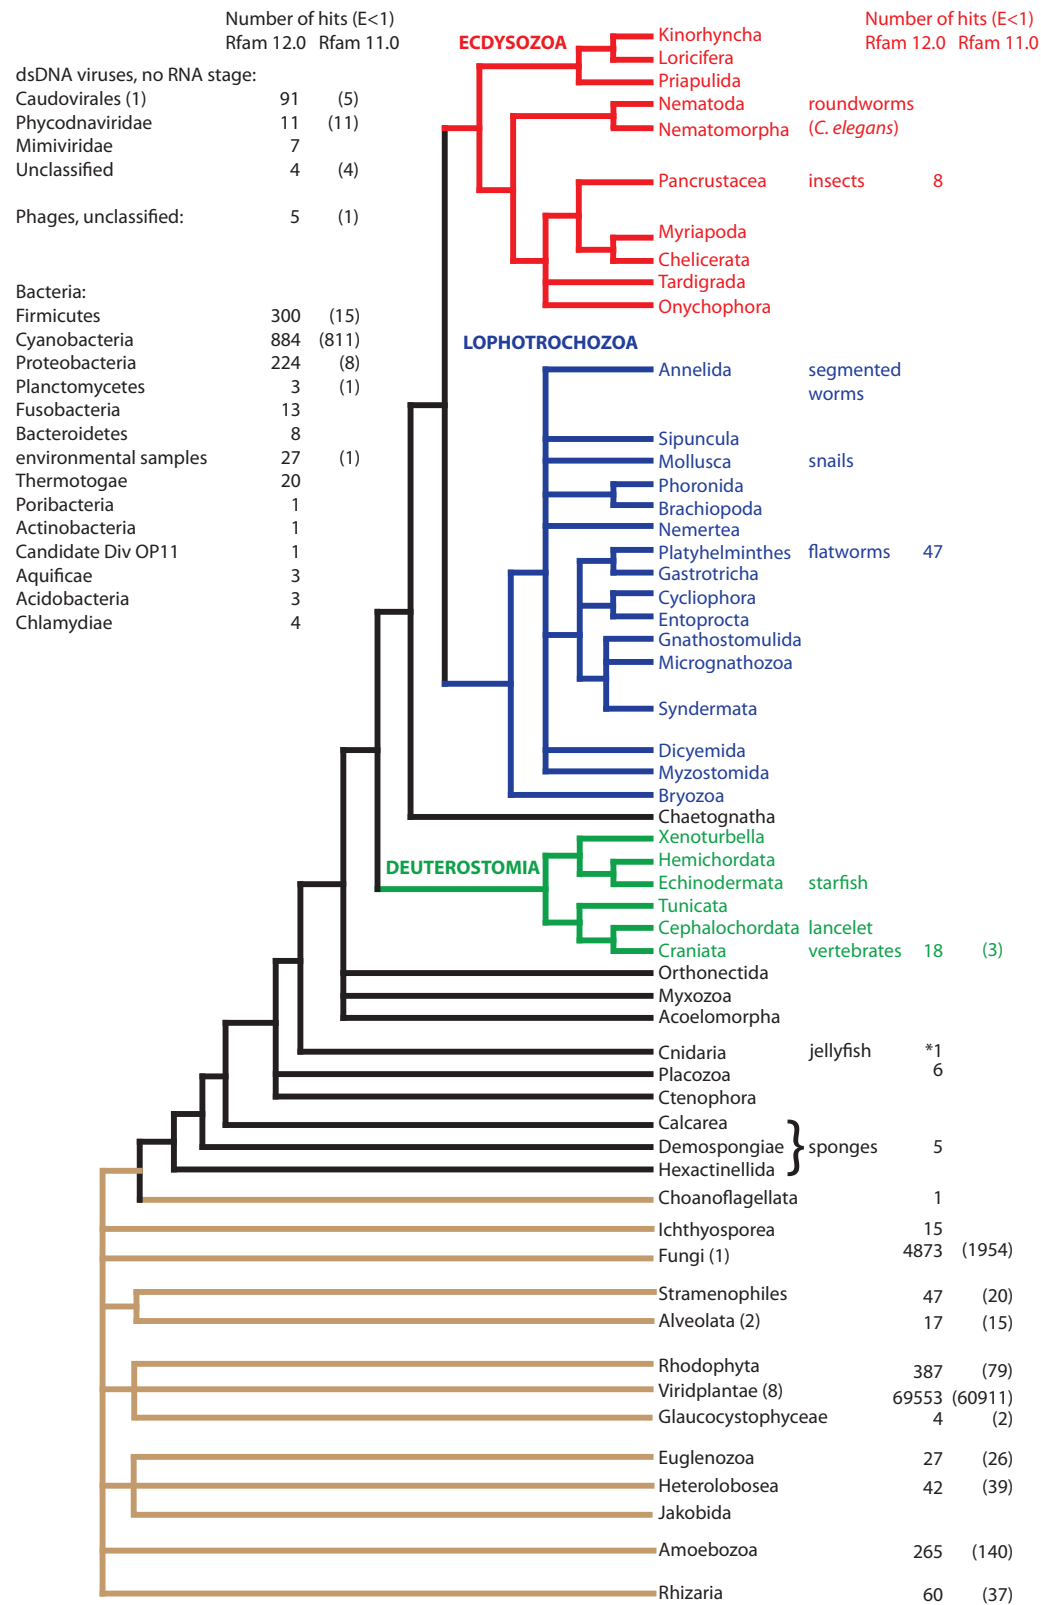 Number of hits (E<1)
Rfam 12.0 Rfam 11.0
dsDNA viruses, no RNA stage:
Caudovirales (1) 91 (5)
Phycodnaviridae 11 (11)
Mimiviridae 7
Unclassified 4 (4)
Phages, unclassified: 5 (1)
Bacteria:
Firmicutes 300 (15)
Cyanobacteria 884 (811)
Proteobacteria 224 (8)
Planctomycetes 3 (1)
Fusobacteria 13
Bacteroidetes 8
environmental samples 27 (1)
Thermotogae 20
Poribacteria 1
Actinobacteria 1
Candidate Div OP11 1
Aquificae 3
Acidobacteria 3
Chlamydiae 4
Number of hits (E<1)
Rfam 12.0 Rfam 11.0
ECDYSOZOA
Kinorhyncha
Loricifera
Priapulida
Nematoda roundworms
Nematomorpha (C. elegans)
Pancrustacea insects 8
Myriapoda
Chelicerata
Tardigrada
Onychophora
LOPHOTROCHOZOA
Annelida segmented
worms
Sipuncula
Mollusca snails
Phoronida
Brachiopoda
Nemertea
Platyhelminthes flatworms 47
Gastrotricha
Cycliophora
Entoprocta
Gnathostomulida
Micrognathozoa
Syndermata
Dicyemida
Myzostomida
Bryozoa
Chaetognatha
DEUTEROSTOMIA
Xenoturbella
Hemichordata
Echinodermata starfish
Tunicata
Cephalochordata lancelet
Craniata vertebrates 18 (3)
Orthonectida
Myxozoa
Acoelomorpha
Cnidaria jellyfish *1
Placozoa 6
Ctenophora
Calcarea
Demospongiae } sponges 5
Hexactinellida
Choanoflagellata 1
Ichthyosporea 15
Fungi (1) 4873 (1954)
Stramenophiles 47 (20)
Alveolata (2) 17 (15)
Rhodophyta 387 (79)
Viridplantae (8) 69553 (60911)
Glaucocystophyceae 4 (2)
Euglenozoa 27 (26)
Heterolobosea 42 (39)
Jakobida
Amoebozoa 265 (140)
Rhizaria 60 (37)